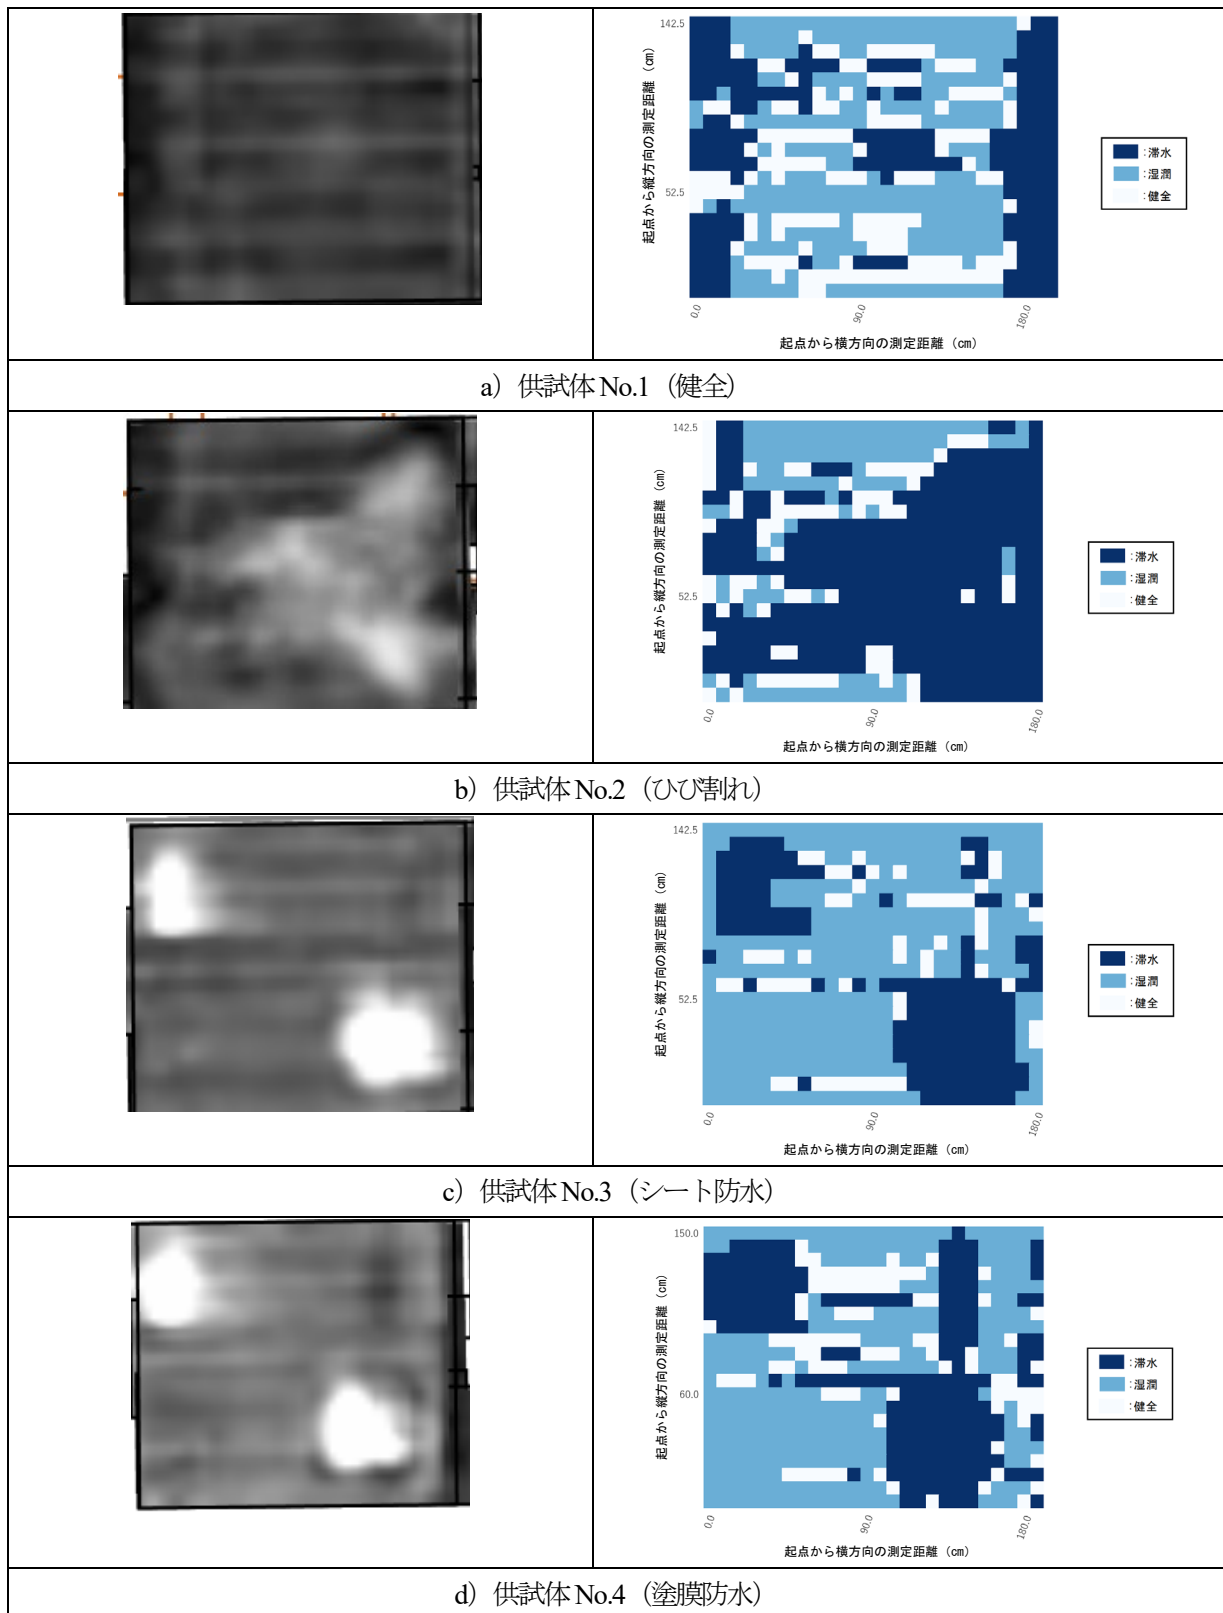 142.5
52.5
起点から縦方向の測定距離（cm）
0.0
90.0
180.0
起点から横方向の測定距離（cm）
：滞水
：湿潤
：健全
a）供試体 No.1（健全）
142.5
52.5
起点から縦方向の測定距離（cm）
0.0
90.0
180.0
起点から横方向の測定距離（cm）
：滞水
：湿潤
：健全
b）供試体 No.2（ひび割れ）
142.5
52.5
起点から縦方向の測定距離（cm）
0.0
90.0
180.0
起点から横方向の測定距離（cm）
：滞水
：湿潤
：健全
c）供試体 No.3（シート防水）
150.0
60.0
起点から縦方向の測定距離（cm）
0.0
90.0
180.0
起点から横方向の測定距離（cm）
：滞水
：湿潤
：健全
d）供試体 No.4（塗膜防水）